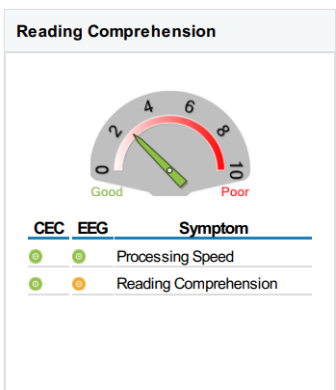 Reading Comprehension
0 2 4 6 8 10
Good Poor
CEC EEG Symptom
Processing Speed
Reading Comprehension